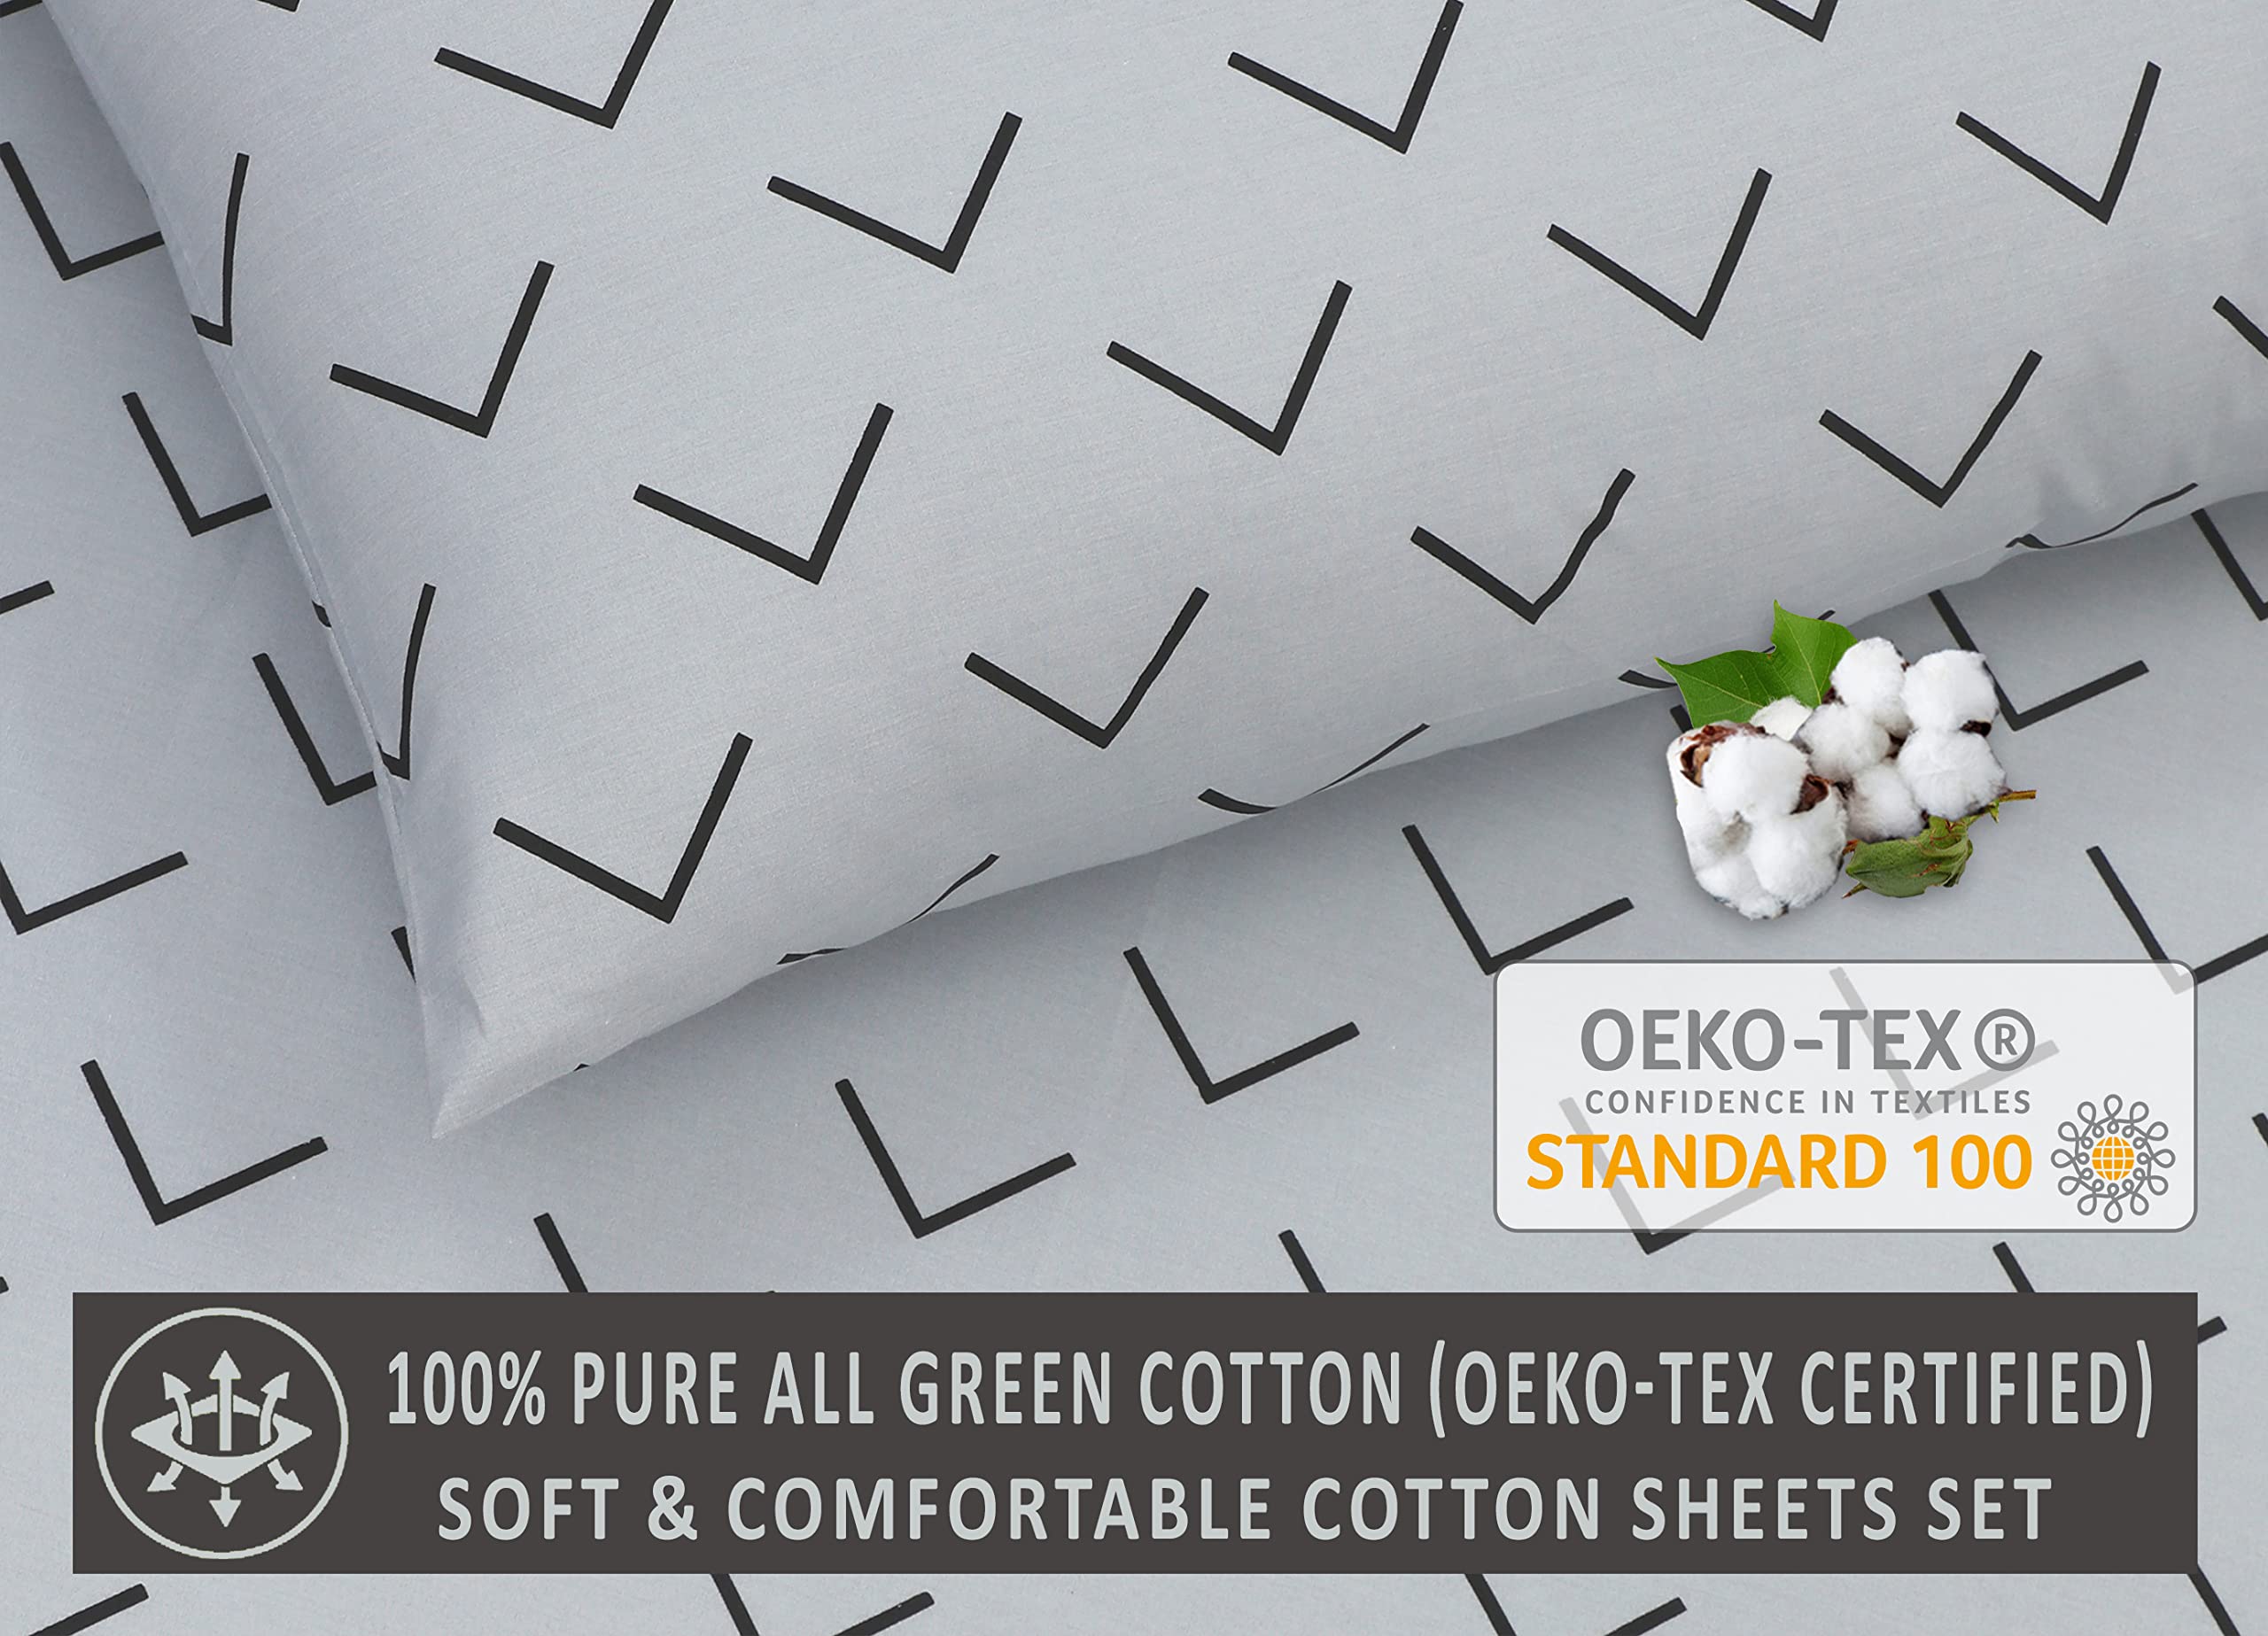 OEKO-TEX®
CONFIDENCE IN TEXTILES
STANDARD 100
100% PURE ALL GREEN COTTON (OEKO-TEX CERTIFIED)
SOFT & COMFORTABLE COTTON SHEETS SET